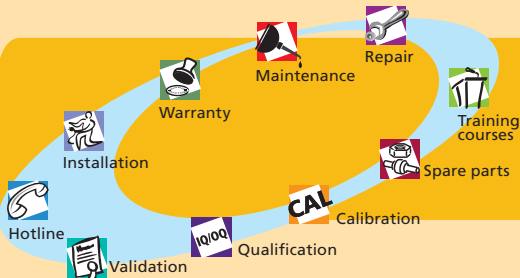 Repair
Maintenance
Warranty
Training
courses
Installation
Spare parts
CAL
Calibration
Hotline
IQ/OQ
Qualification
Validation